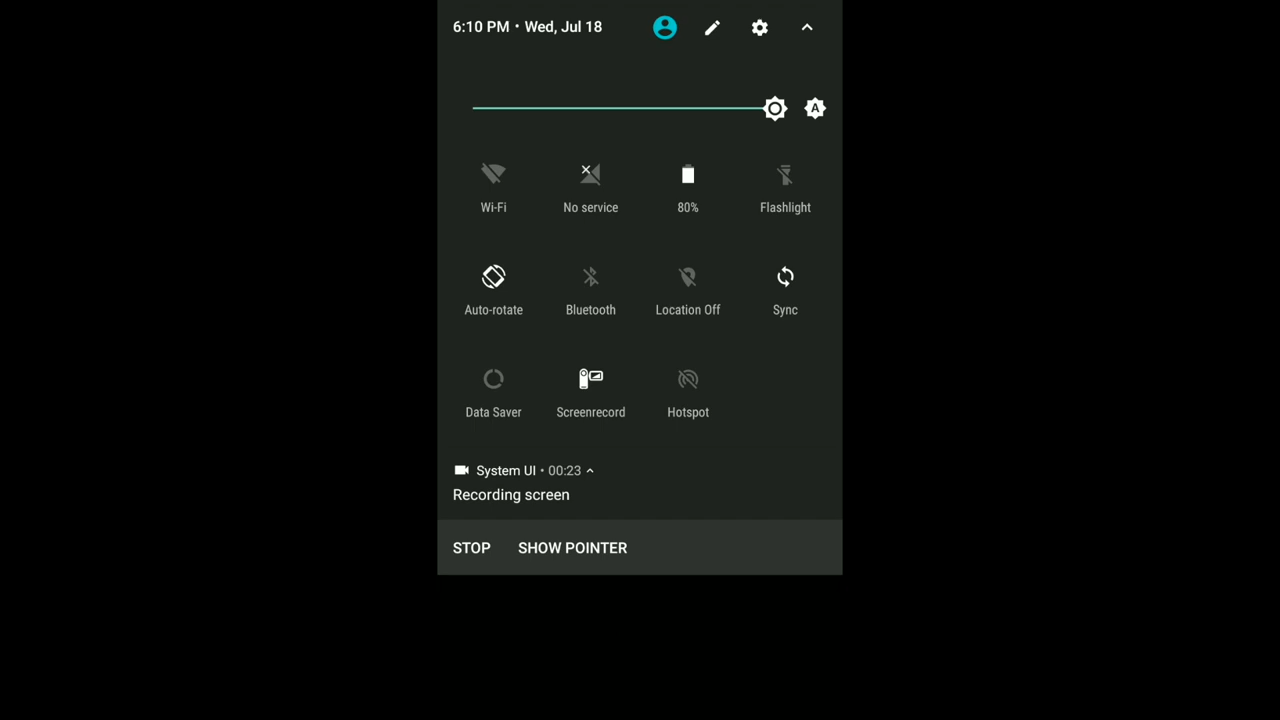 6:10 PM • Wed, Jul 18
A
Wi-Fi No service 80% Flashlight
Auto-rotate Bluetooth Location Off Sync
Data Saver Screenrecord Hotspot
System UI • 00:23
Recording screen
STOP SHOW POINTER